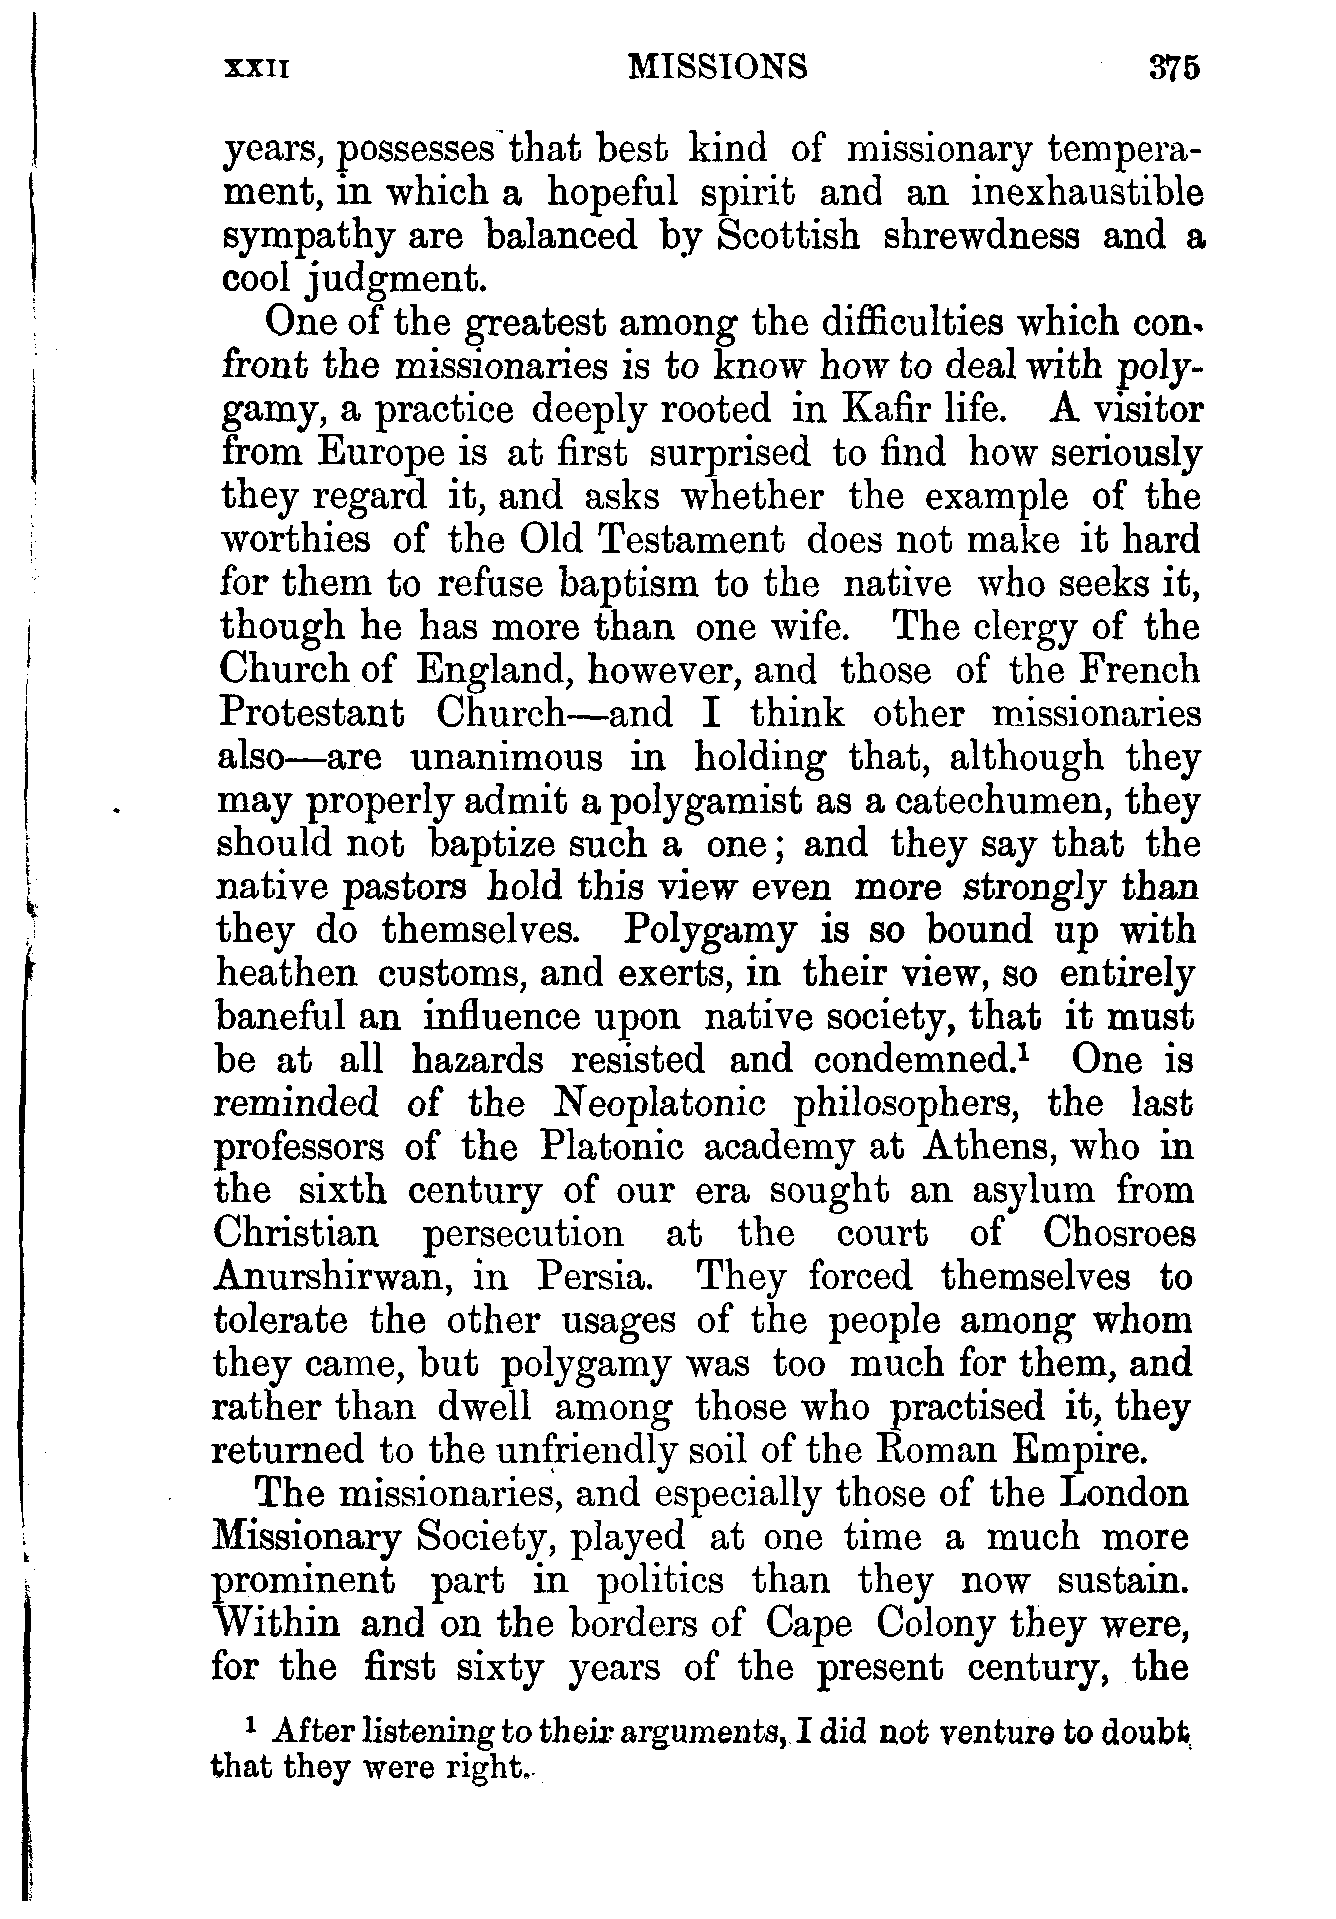 XXII MISSIONS 375
years, possesses that best kind of missionary tempera-
ment, in which a hopeful spirit and an inexhaustible
sympathy are balanced by Scottish shrewdness and a
cool judgment.
One of the greatest among the difficulties which con-
front the missionaries is to know how to deal with poly-
gamy, a practice deeply rooted in Kafir life. A visitor
from Europe is at first surprised to find how seriously
they regard it, and asks whether the example of the
worthies of the Old Testament does not make it hard
for them to refuse baptism to the native who seeks it,
though he has more than one wife. The clergy of the
Church of England, however, and those of the French
Protestant Church—and I think other missionaries
also—are unanimous in holding that, although they
may properly admit a polygamist as a catechumen, they
should not baptize such a one; and they say that the
native pastors hold this view even more strongly than
they do themselves. Polygamy is so bound up with
heathen customs, and exerts, in their view, so entirely
baneful an influence upon native society, that it must
be at all hazards resisted and condemned.¹ One is
reminded of the Neoplatonic philosophers, the last
professors of the Platonic academy at Athens, who in
the sixth century of our era sought an asylum from
Christian persecution at the court of Chosroes
Anurshirwan, in Persia. They forced themselves to
tolerate the other usages of the people among whom
they came, but polygamy was too much for them, and
rather than dwell among those who practised it, they
returned to the unfriendly soil of the Roman Empire.
The missionaries, and especially those of the London
Missionary Society, played at one time a much more
prominent part in politics than they now sustain.
Within and on the borders of Cape Colony they were,
for the first sixty years of the present century, the
¹ After listening to their arguments, I did not venture to doubt
that they were right.